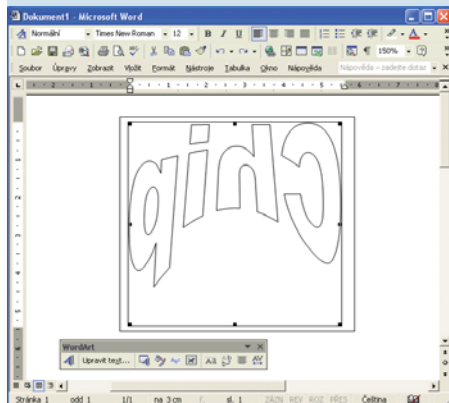 Dokument1 - Microsoft Word
Normální Times New Roman 12 B I U
150%
Soubor Úpravy Zobrazit Vložit Formát Nástroje Tabulka Okno Nápověda Nápověda – zadejte dotaz
Chip
WordArt
Upravit text...
Stránka 1 odd 1 1/1 na 3 cm ř. sl. 1 ZÁZN REV ROZ PŘES Čeština